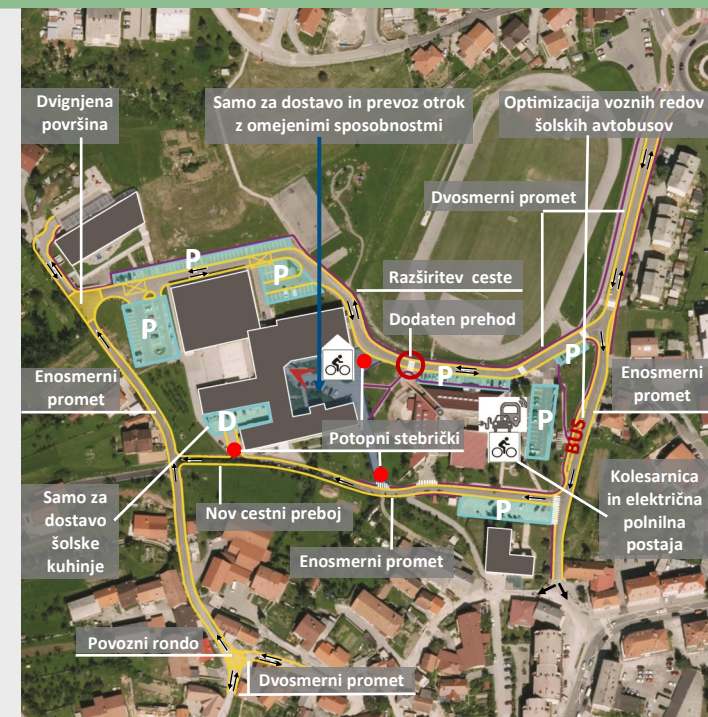 Dvignjena
površina
Samo za dostavo in prevoz otrok
z omejenimi sposobnostmi
Optimizacija voznih redov
šolskih avtobusov
Dvosmerni promet
P
P
Razširitev ceste
P
Dodaten prehod
P
P
Enosmerni
promet
Enosmerni
promet
D
P
Potopni stebrički
BUS
Samo za
dostavo
šolske
kuhinje
Nov cestni preboj
P
Kolesarnica
in električna
polnilna
postaja
Enosmerni promet
Povozni rondo
Dvosmerni promet